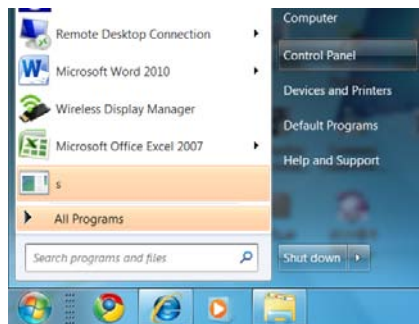 Remote Desktop Connection
Microsoft Word 2010
Wireless Display Manager
Microsoft Office Excel 2007
s
All Programs
Search programs and files
Computer
Control Panel
Devices and Printers
Default Programs
Help and Support
Shut down